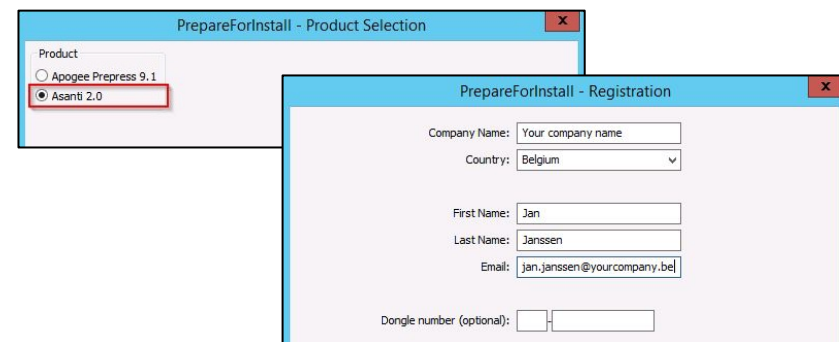 PrepareForInstall - Product Selection
x
Product
Apogee Prepress 9.1
Asanti 2.0
PrepareForInstall - Registration
x
Company Name: Your company name
Country: Belgium
First Name: Jan
Last Name: Janssen
Email: jan.janssen@yourcompany.be
Dongle number (optional): -